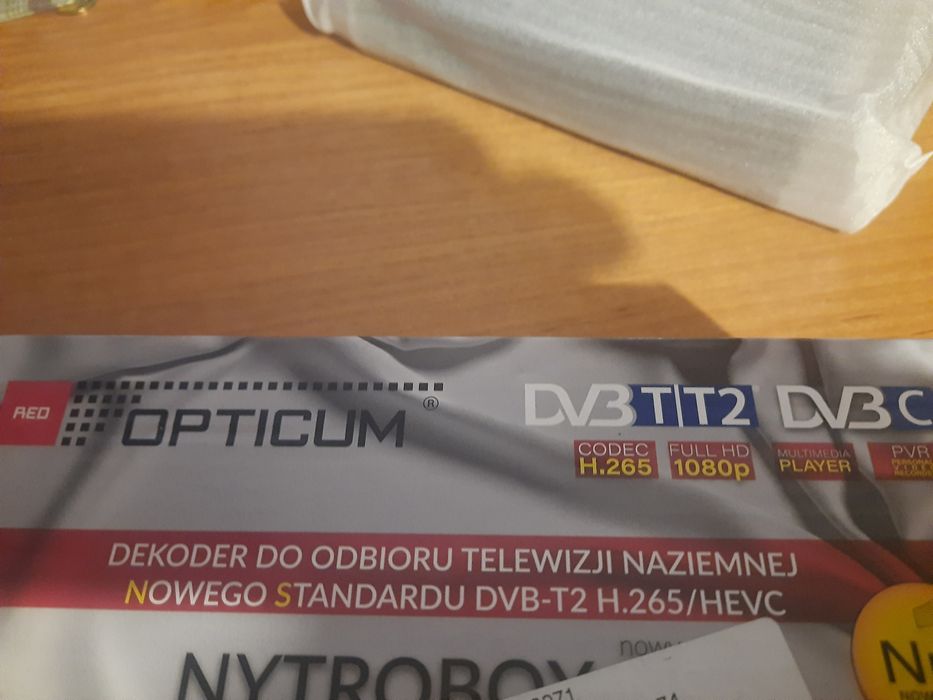 RED OPTICUM ®
DVB T|T2 DVB C
CODEC H.265
FULL HD 1080p
MULTIMEDIA PLAYER
PVR
DEKODER DO ODBIORU TELEWIZJI NAZIEMNEJ
NOWEGO STANDARDU DVB-T2 H.265/HEVC
NYTROBOX